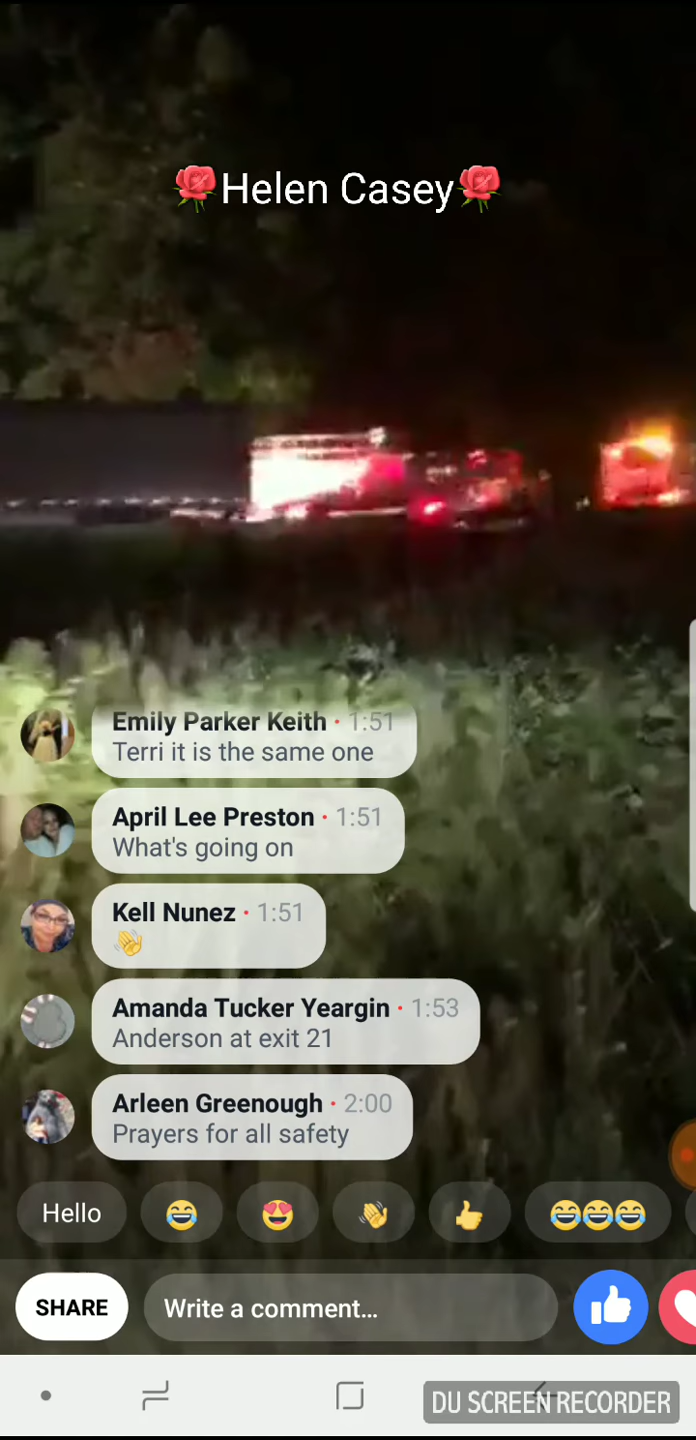 🌹Helen Casey🌹
Emily Parker Keith · 1:51
Terri it is the same one
April Lee Preston · 1:51
What's going on
Kell Nunez · 1:51
👋
Amanda Tucker Yeargin · 1:53
Anderson at exit 21
Arleen Greenough · 2:00
Prayers for all safety
Hello 😂 😍 👋 👍 😂😂😂
SHARE Write a comment...
DU SCREEN RECORDER